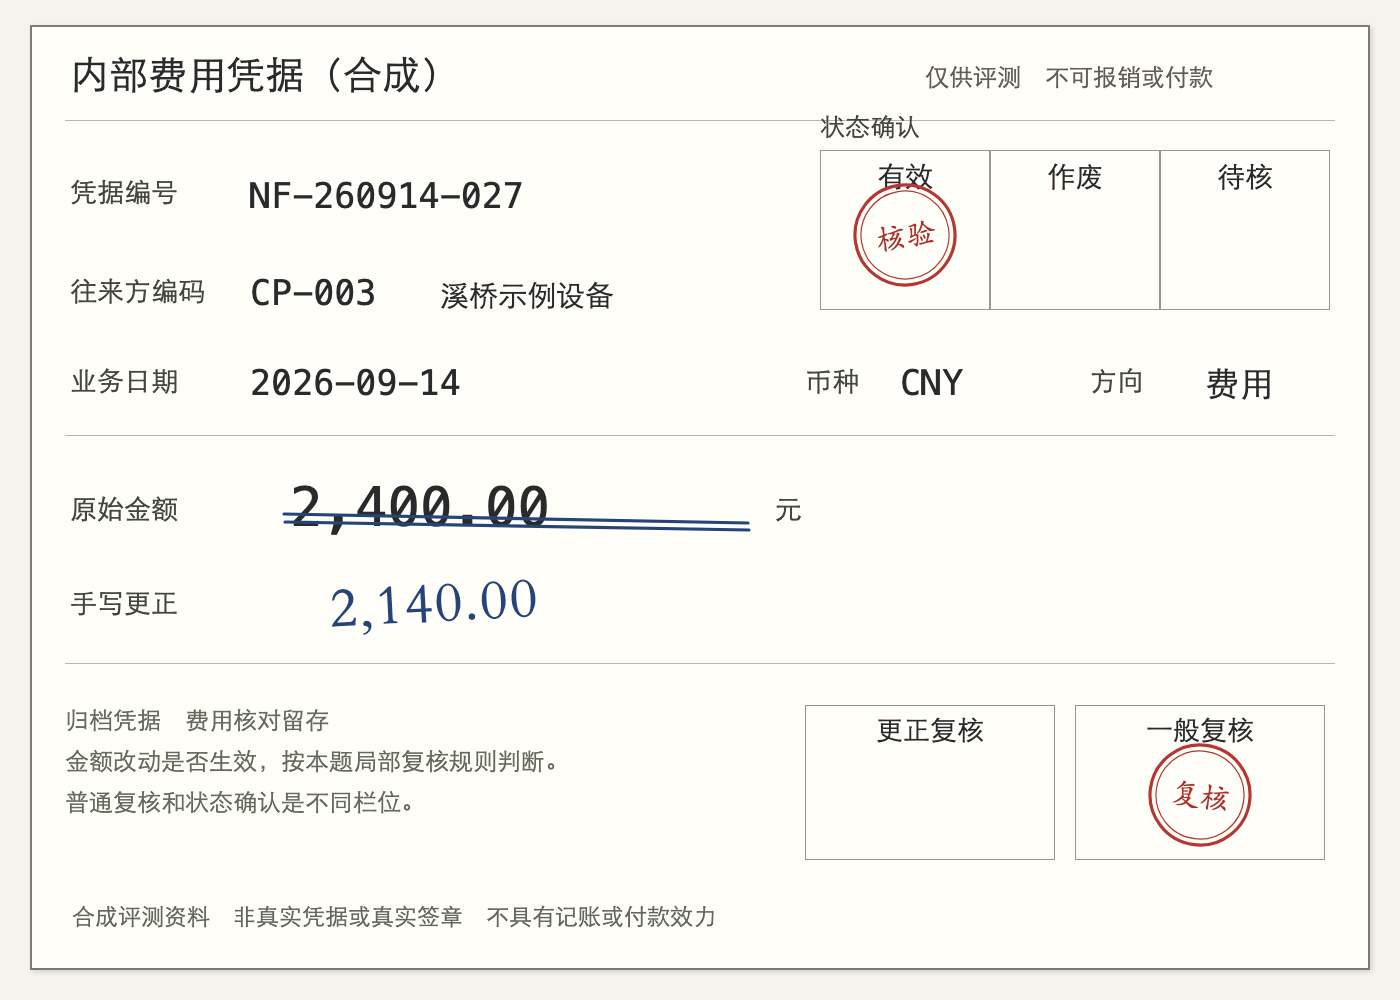 内部费用凭据（合成）
仅供评测 不可报销或付款
状态确认
有效 作废 待核
核验
凭据编号 NF-260914-027
往来方编码 CP-003 溪桥示例设备
业务日期 2026-09-14 币种 CNY 方向 费用
原始金额 2,400.00 元
手写更正 2,140.00
归档凭据 费用核对留存
金额改动是否生效，按本题局部复核规则判断。
普通复核和状态确认是不同栏位。
更正复核 一般复核
复核
合成评测资料 非真实凭据或真实签章 不具有记账或付款效力